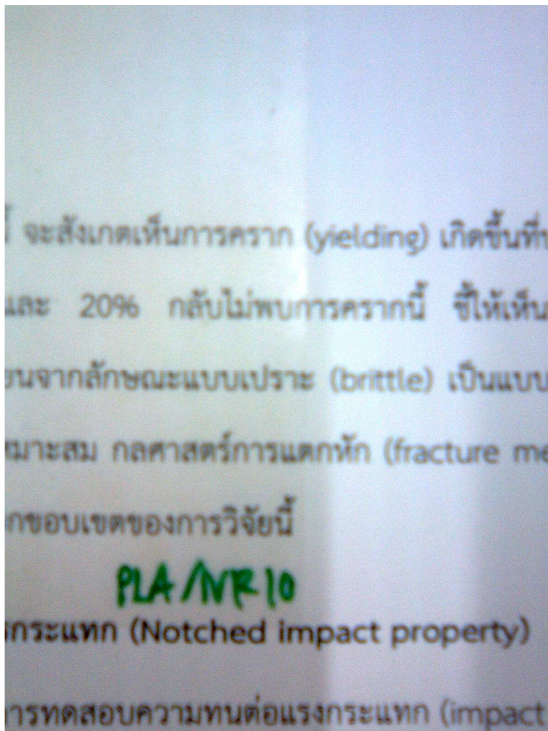 จะสังเกตเห็นการคราก (yielding) เกิดขึ้นที่
และ 20% กลับไม่พบการครากนี้ ชี้ให้เห็น
จากลักษณะแบบเปราะ (brittle) เป็นแบบ
เหมาะสม กลศาสตร์การแตกหัก (fracture me
กขอบเขตของการวิจัยนี้
PLA/NR10
งกระแทก (Notched impact property)
การทดสอบความทนต่อแรงกระแทก (impact